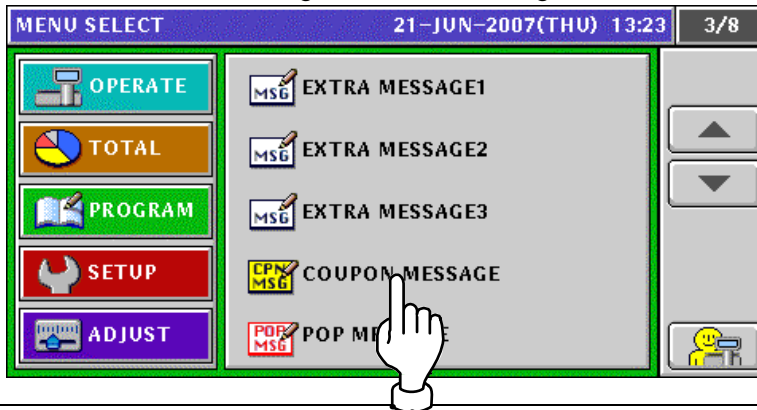 MENU SELECT 21-JUN-2007(THU) 13:23 3/8
OPERATE
TOTAL
PROGRAM
SETUP
ADJUST
MSG EXTRA MESSAGE1
MSG EXTRA MESSAGE2
MSG EXTRA MESSAGE3
CPN MSG COUPON MESSAGE
POP MSG POP